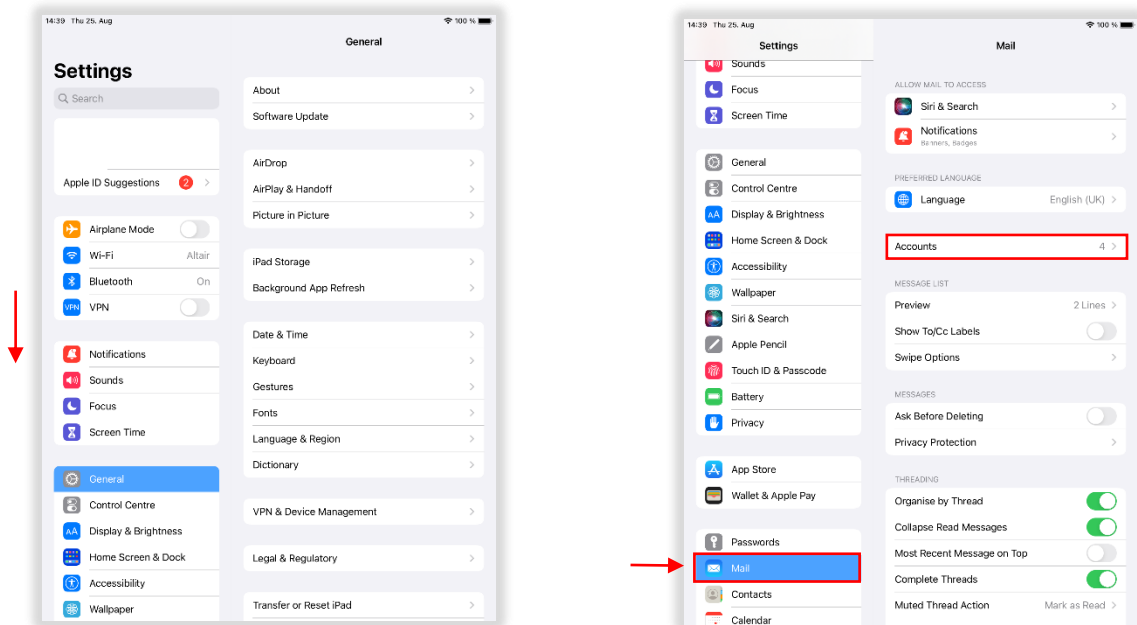 14:39 Thu 25. Aug
100 %
Settings
Search
Apple ID Suggestions 2
Airplane Mode
Wi-Fi Altair
Bluetooth On
VPN VPN
Notifications
Sounds
Focus
Screen Time
General
Control Centre
AA Display & Brightness
Home Screen & Dock
Accessibility
Wallpaper
General
About
Software Update
AirDrop
AirPlay & Handoff
Picture in Picture
iPad Storage
Background App Refresh
Date & Time
Keyboard
Gestures
Fonts
Language & Region
Dictionary
VPN & Device Management
Legal & Regulatory
Transfer or Reset iPad
14:39 Thu 25. Aug
100 %
Settings
Sounds
Focus
Screen Time
General
Control Centre
AA Display & Brightness
Home Screen & Dock
Accessibility
Wallpaper
Siri & Search
Apple Pencil
Touch ID & Passcode
Battery
Privacy
App Store
Wallet & Apple Pay
Passwords
Mail
Contacts
Calendar
Mail
ALLOW MAIL TO ACCESS
Siri & Search
Notifications
Banners, Badges
PREFERRED LANGUAGE
Language English (UK)
Accounts 4
MESSAGE LIST
Preview 2 Lines
Show To/Cc Labels
Swipe Options
MESSAGES
Ask Before Deleting
Privacy Protection
THREADING
Organise by Thread
Collapse Read Messages
Most Recent Message on Top
Complete Threads
Muted Thread Action Mark as Read